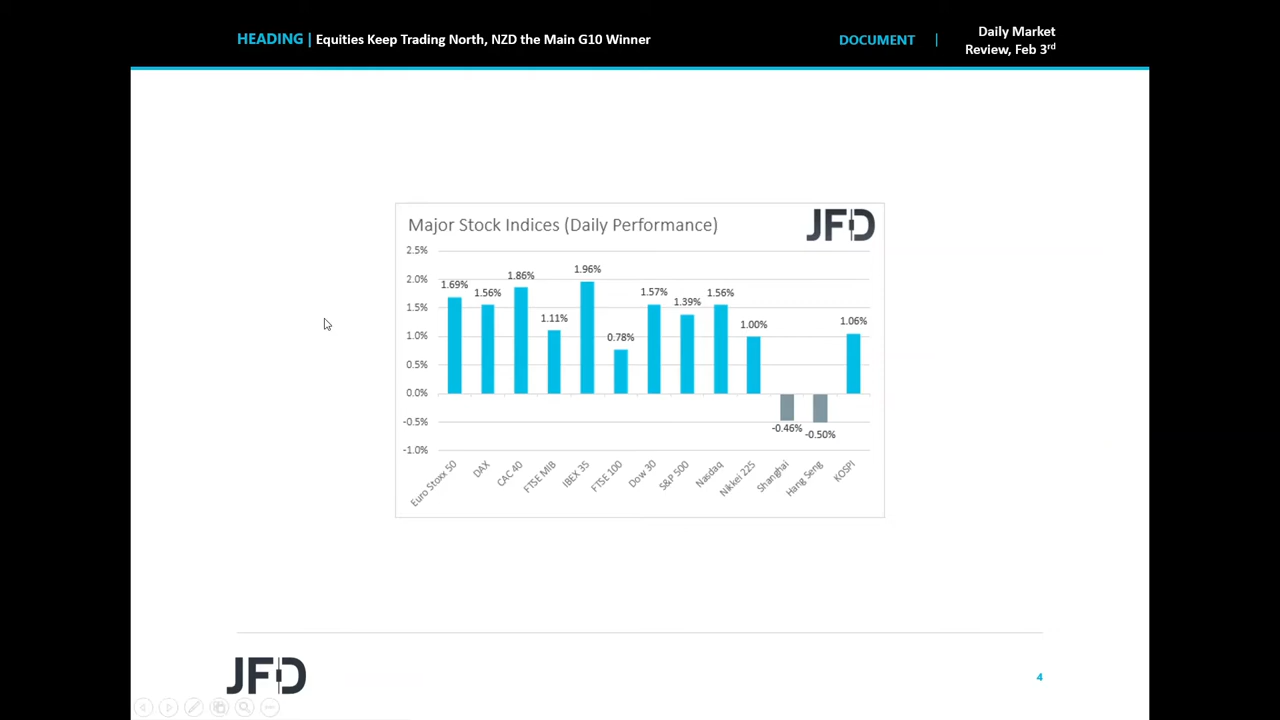 HEADING | Equities Keep Trading North, NZD the Main G10 Winner
DOCUMENT |
Daily Market
Review, Feb 3rd
Major Stock Indices (Daily Performance)
JFD
2.5%
2.0%
1.5%
1.0%
0.5%
0.0%
-0.5%
-1.0%
1.69%
1.56%
1.86%
1.11%
1.96%
0.78%
1.57%
1.39%
1.56%
1.00%
-0.46%
-0.50%
1.06%
Euro Stoxx 50
DAX
CAC 40
FTSE MIB
IBEX 35
FTSE 100
Dow 30
S&P 500
Nasdaq
Nikkei 225
Shanghai
Hang Seng
KOSPI
JFD
4